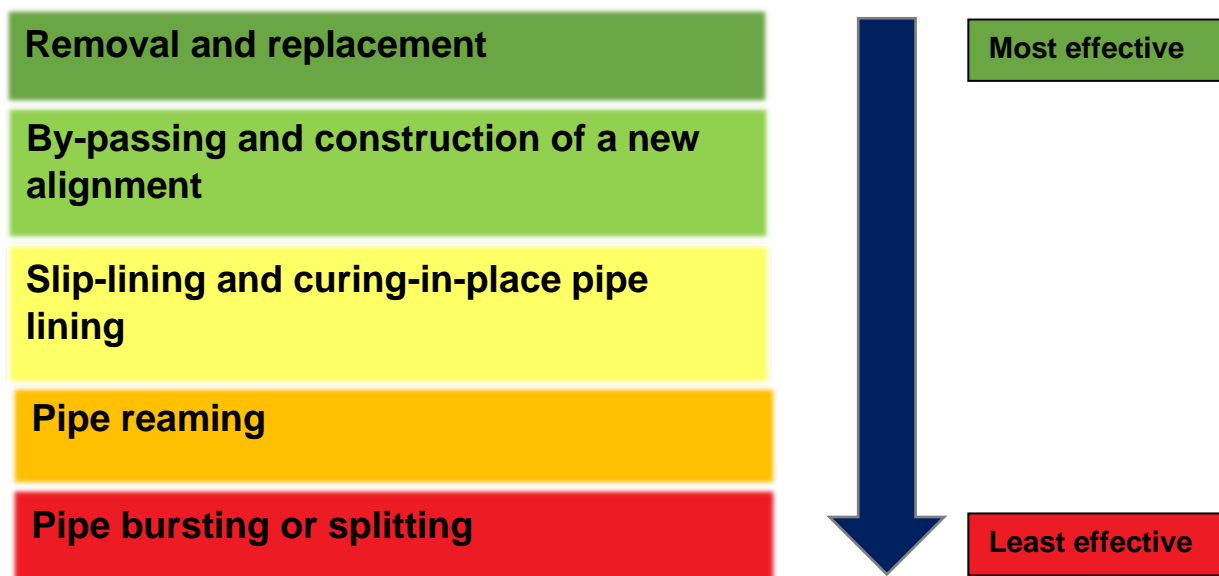 Removal and replacement
Most effective
By-passing and construction of a new
alignment
Slip-lining and curing-in-place pipe
lining
Pipe reaming
Pipe bursting or splitting
Least effective